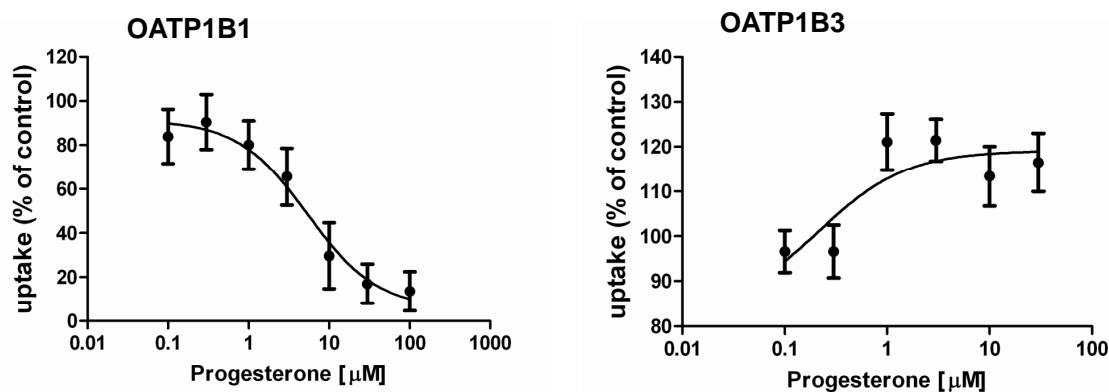 OATP1B1
uptake (% of control)
120
100
80
60
40
20
0
0.01 0.1 1 10 100 1000
Progesterone [µM]
OATP1B3
uptake (% of control)
140
130
120
110
100
90
80
0.01 0.1 1 10 100
Progesterone [µM]